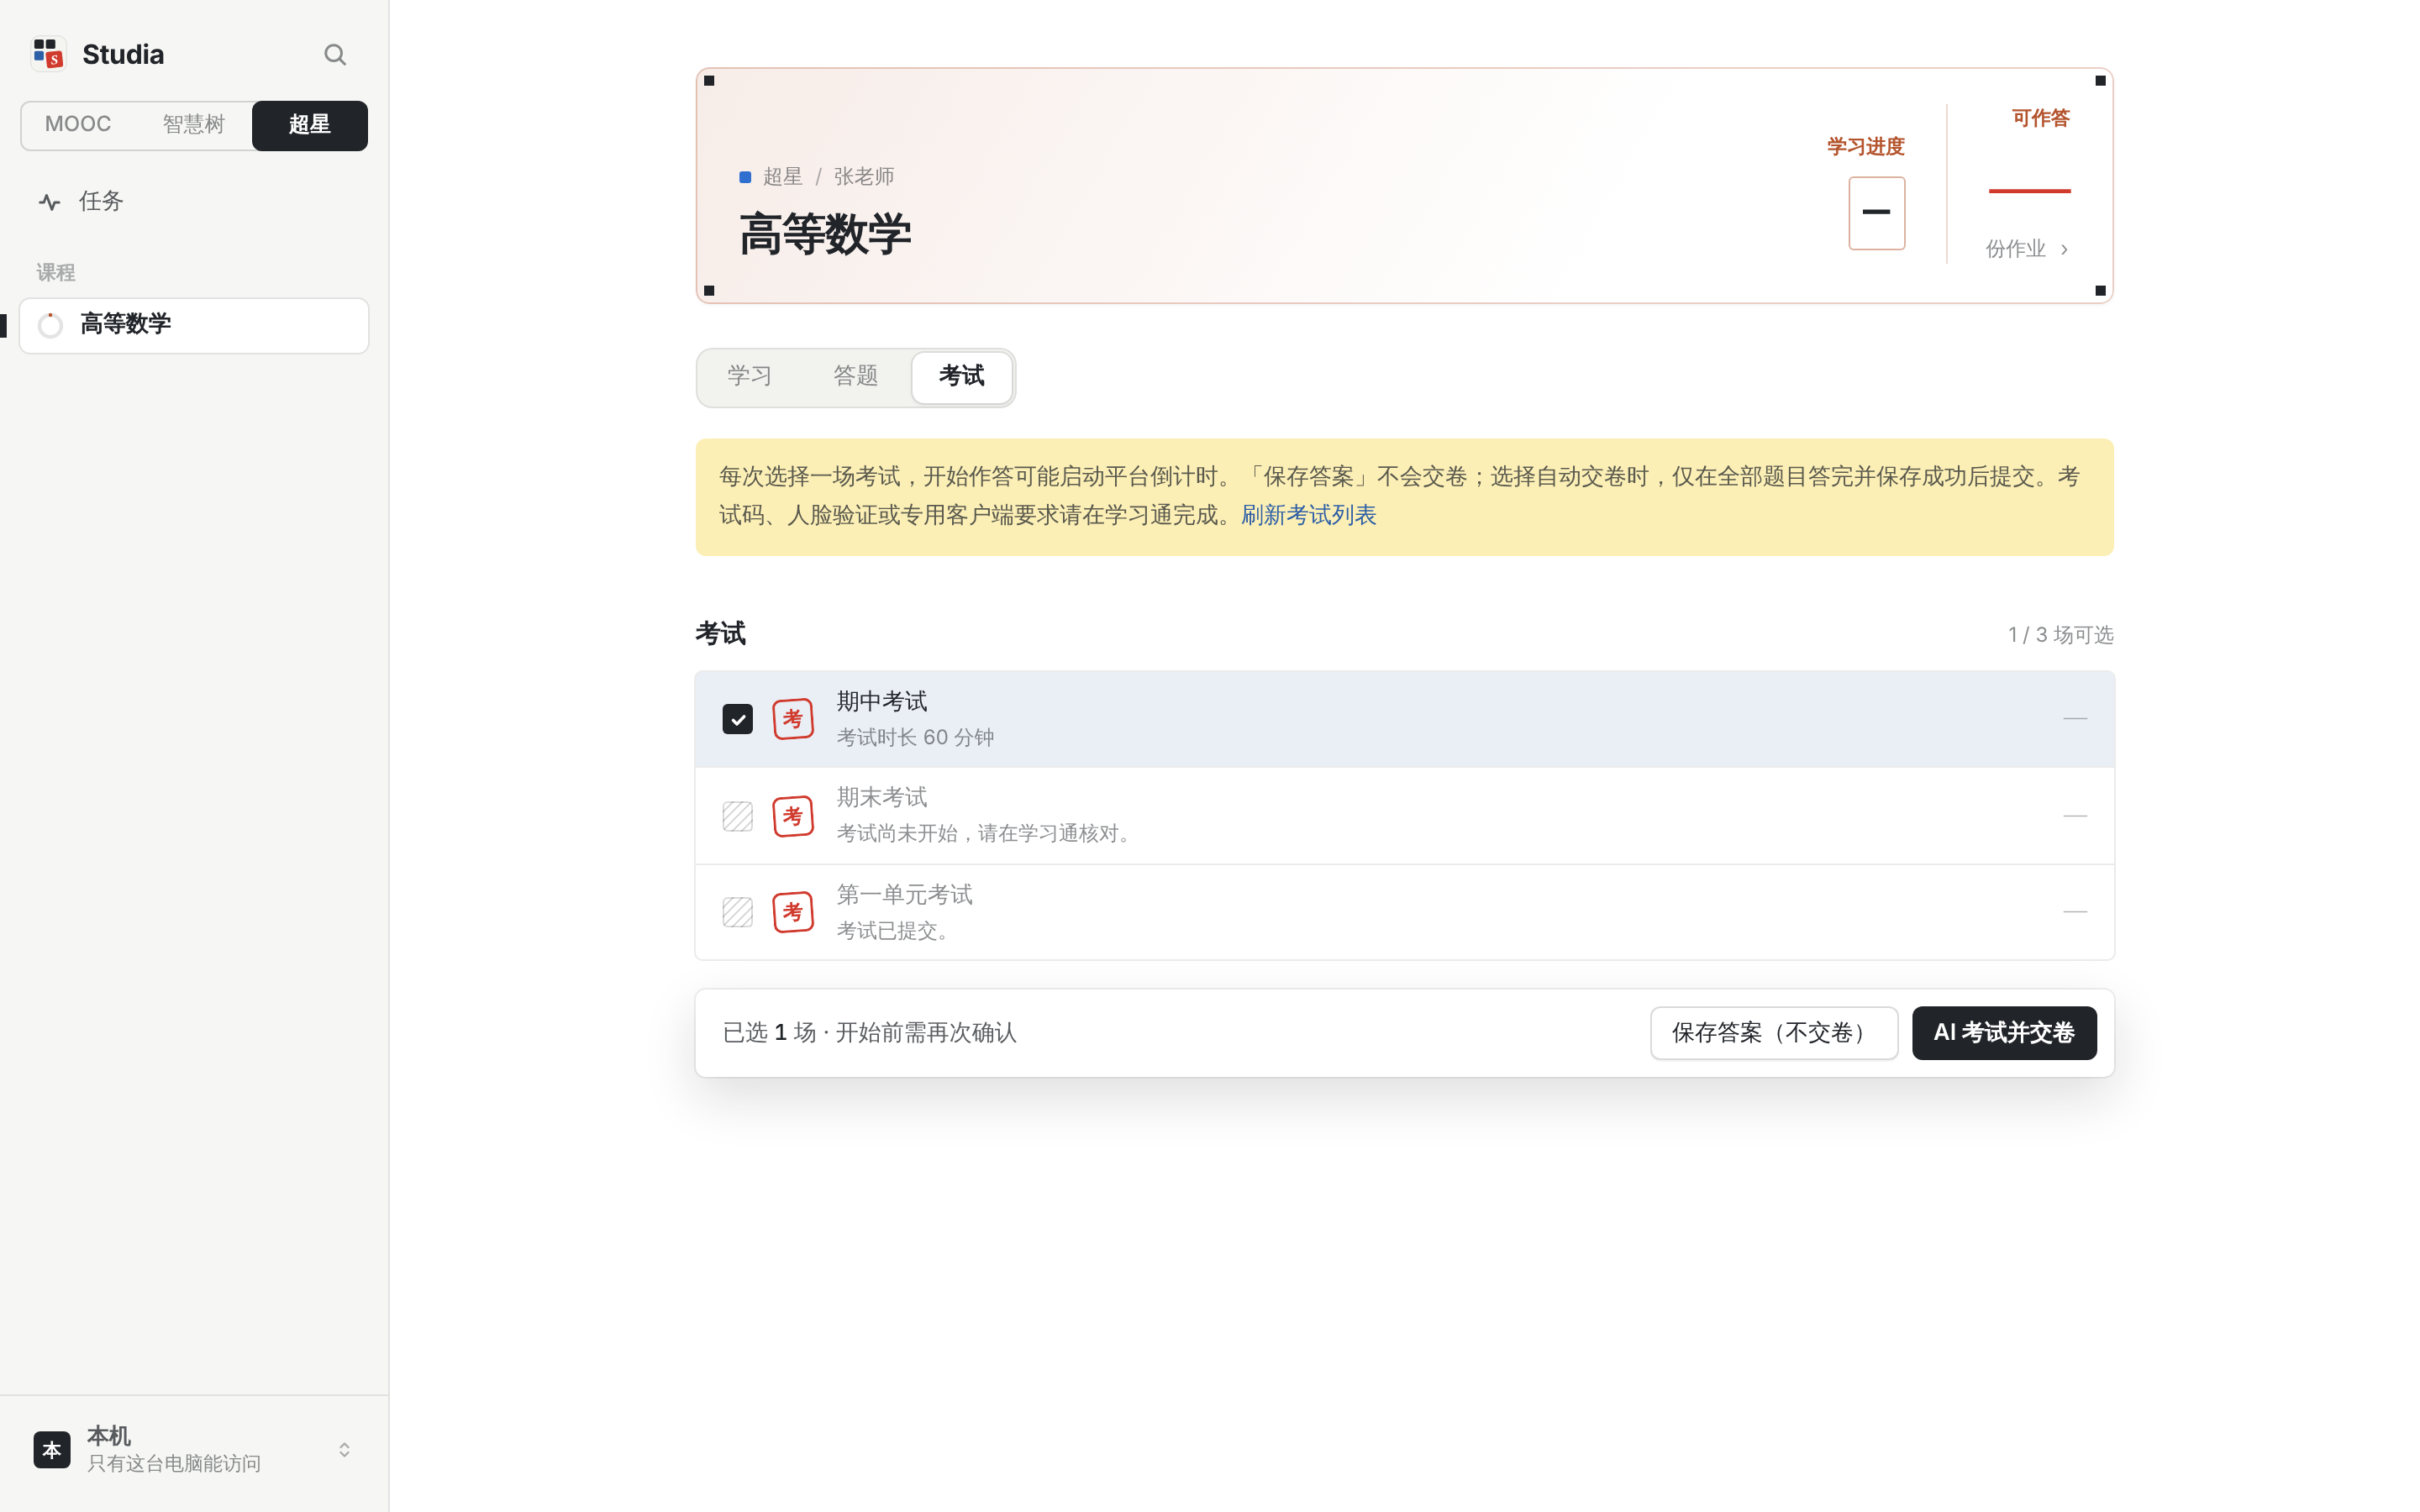 Studia
MOOC
智慧树
超星
任务
课程
高等数学
本
本机
只有这台电脑能访问
超星 / 张老师
高等数学
学习进度
—
可作答
—
份作业 ›
学习
答题
考试
每次选择一场考试，开始作答可能启动平台倒计时。「保存答案」不会交卷；选择自动交卷时，仅在全部题目答完并保存成功后提交。考
试码、人脸验证或专用客户端要求请在学习通完成。刷新考试列表
考试
1 / 3 场可选
考
期中考试
考试时长 60 分钟
—
考
期末考试
考试尚未开始，请在学习通核对。
—
考
第一单元考试
考试已提交。
—
已选 1 场 · 开始前需再次确认
保存答案（不交卷）
AI 考试并交卷